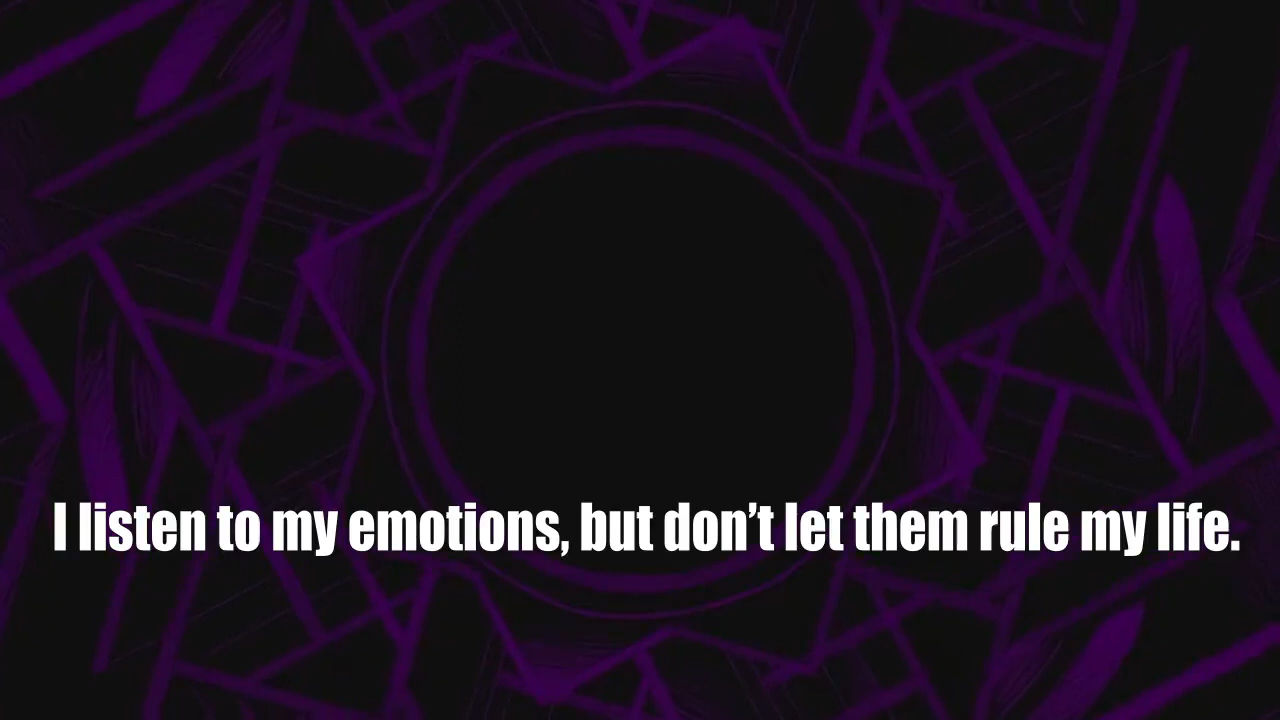 I listen to my emotions, but don’t let them rule my life.